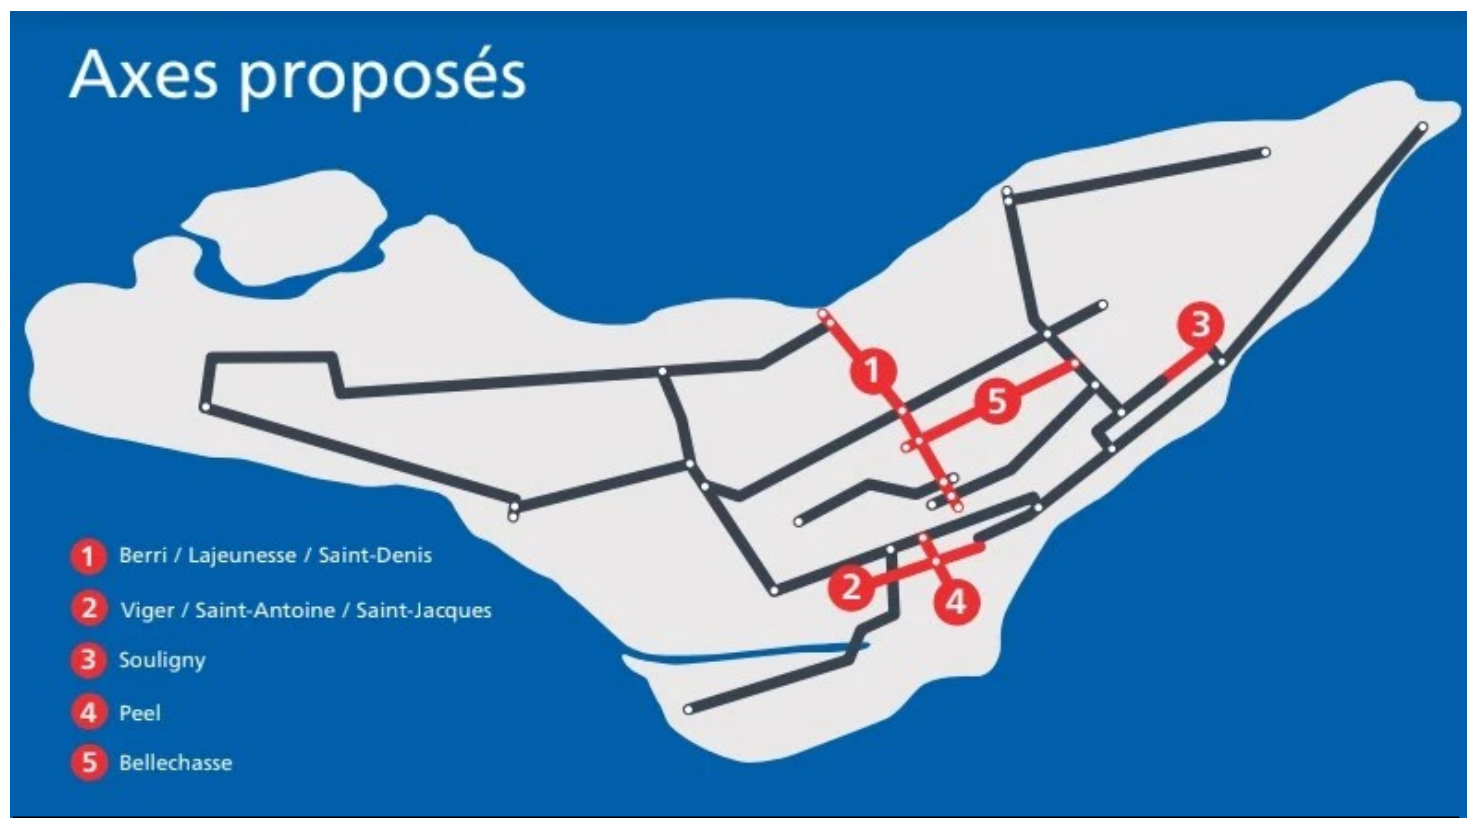 Axes proposés
3
1
5
2
4
1 Berri / Lajeunesse / Saint-Denis
2 Viger / Saint-Antoine / Saint-Jacques
3 Souligny
4 Peel
5 Bellechasse